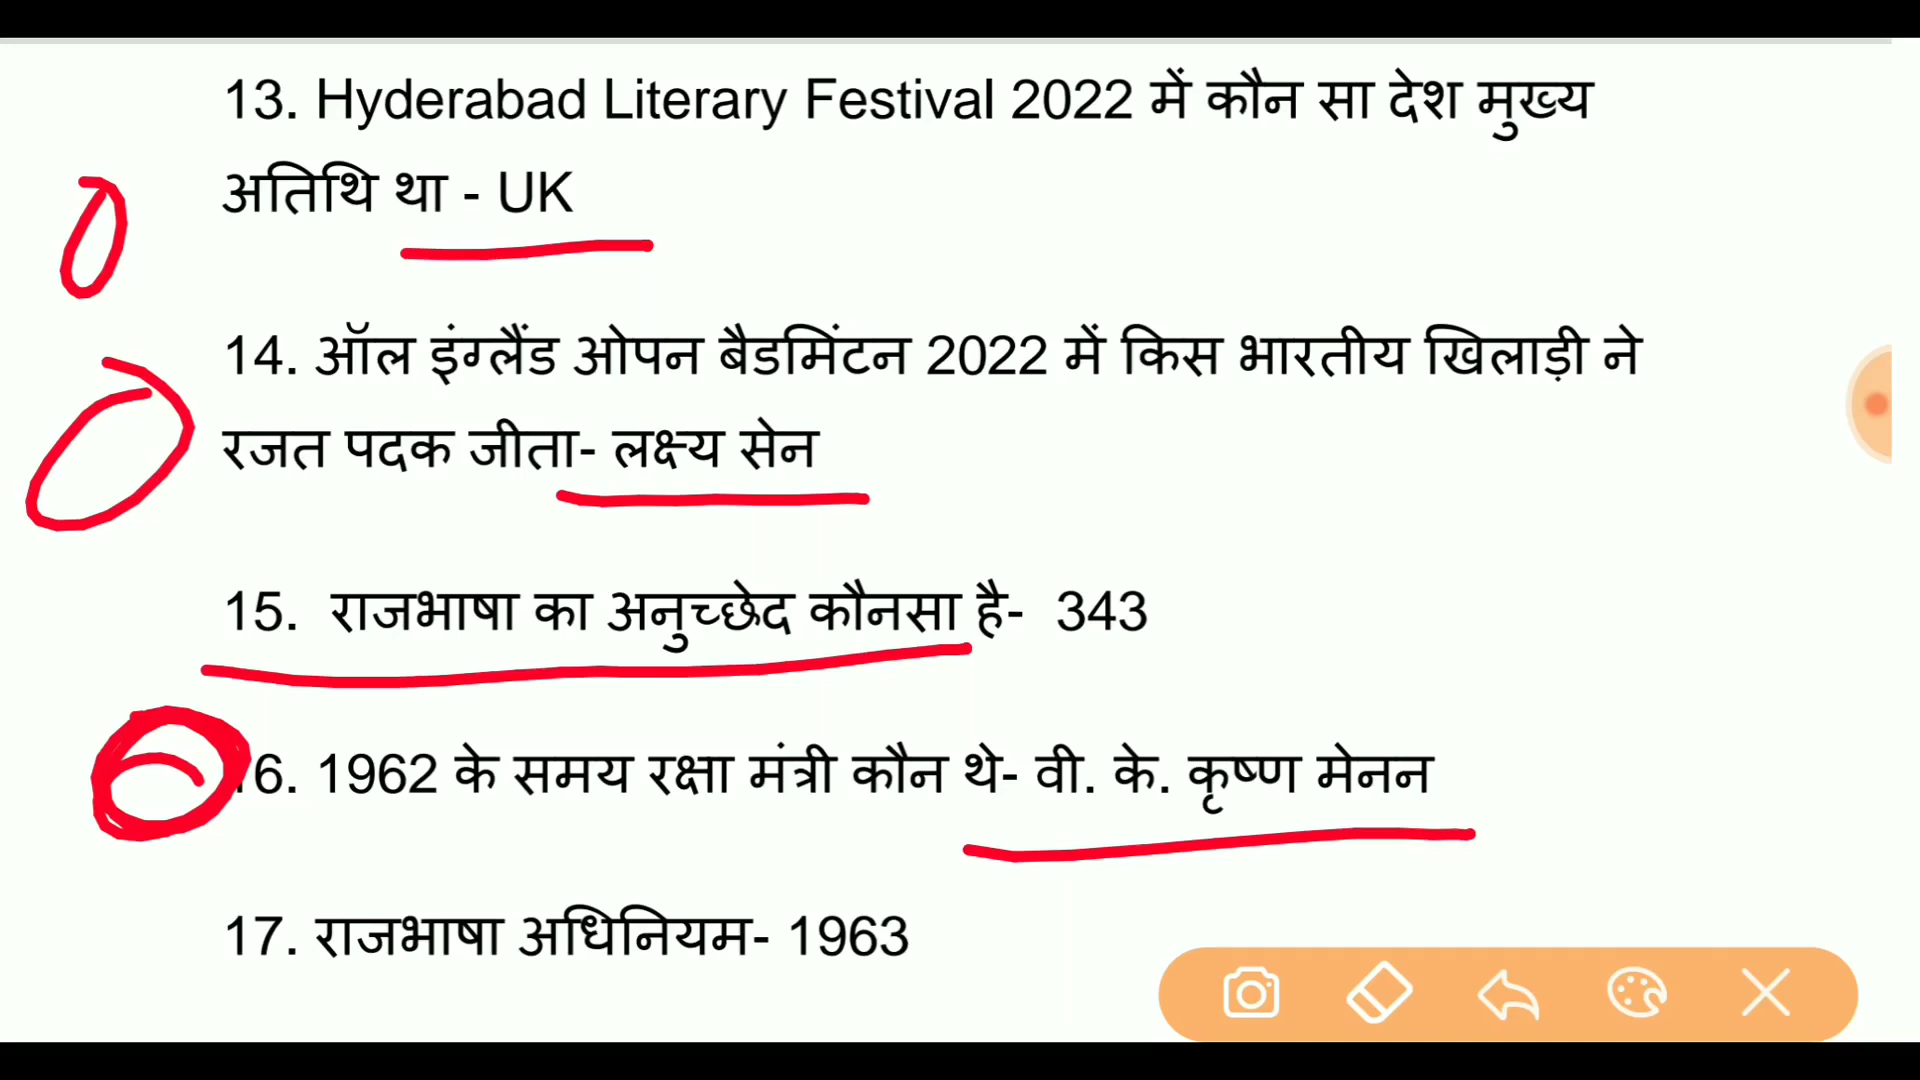 13. Hyderabad Literary Festival 2022 में कौन सा देश मुख्य
अतिथि था - UK
14. ऑल इंग्लैंड ओपन बैडमिंटन 2022 में किस भारतीय खिलाड़ी ने
रजत पदक जीता- लक्ष्य सेन
15. राजभाषा का अनुच्छेद कौनसा है- 343
16. 1962 के समय रक्षा मंत्री कौन थे- वी. के. कृष्ण मेनन
17. राजभाषा अधिनियम- 1963